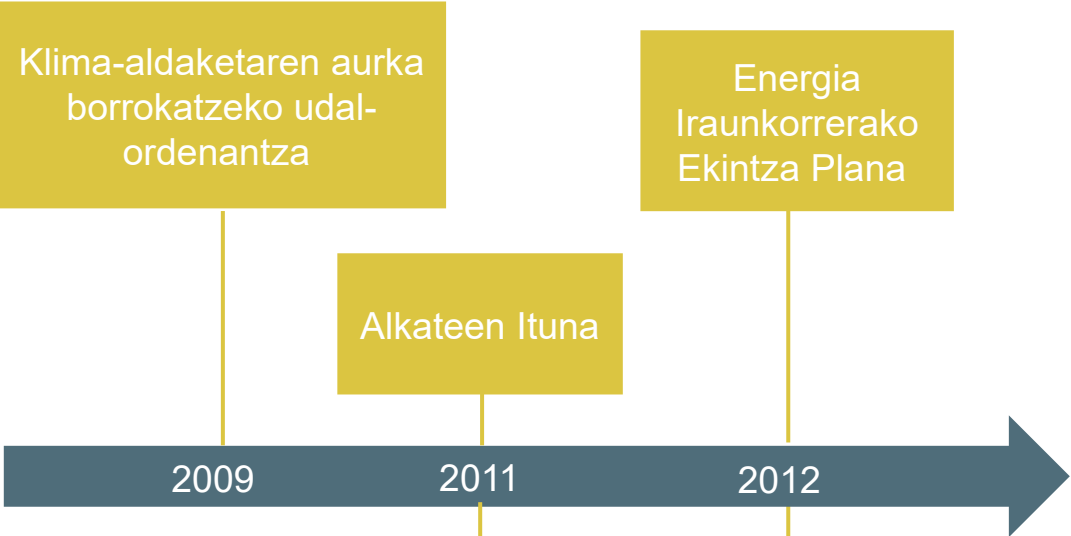 Klima-aldaketaren aurka
borrokatzeko udal-
ordenantza
Energia
Iraunkorrerako
Ekintza Plana
Alkateen Ituna
2009
2011
2012